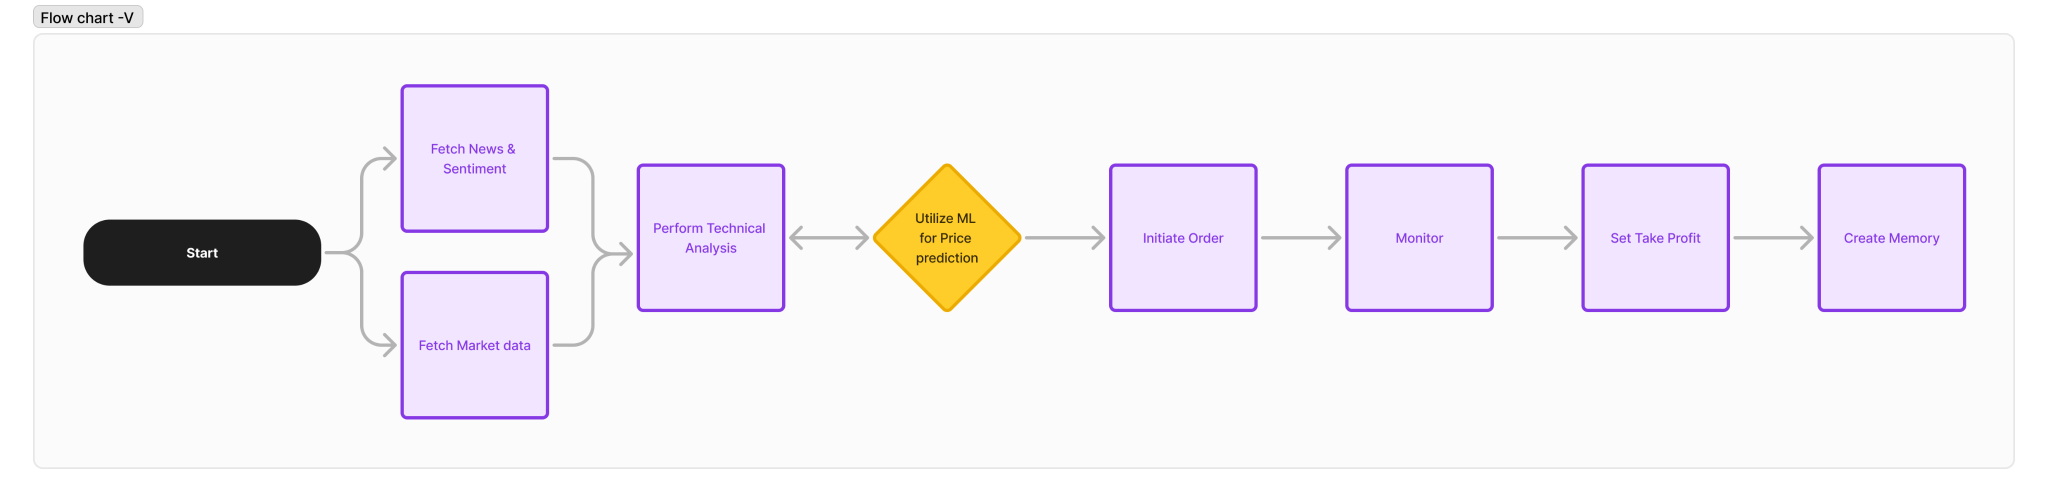 Flow chart -V
Start
Fetch News &
Sentiment
Fetch Market data
Perform Technical
Analysis
Utilize ML
for Price
prediction
Initiate Order
Monitor
Set Take Profit
Create Memory